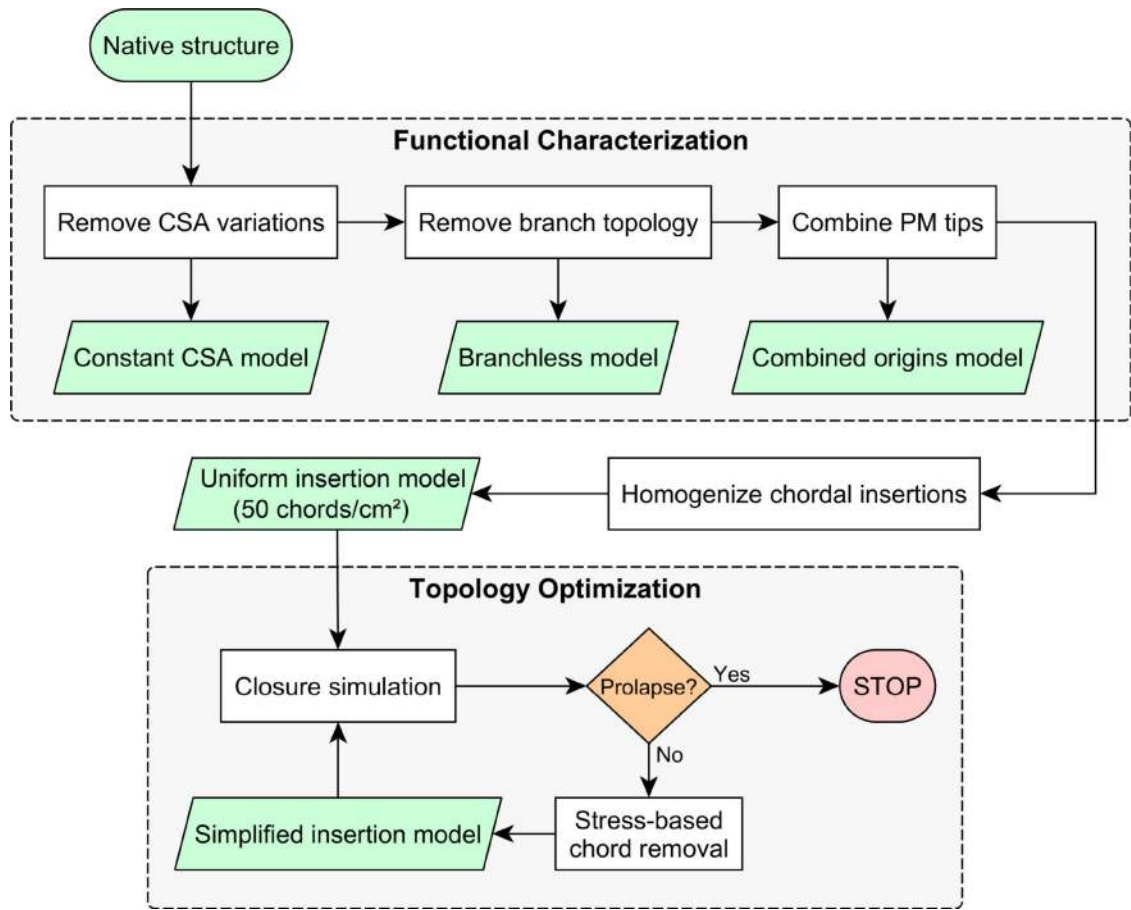 Native structure
Functional Characterization
Remove CSA variations
Remove branch topology
Combine PM tips
Constant CSA model
Branchless model
Combined origins model
Uniform insertion model
(50 chords/cm²)
Homogenize chordal insertions
Topology Optimization
Closure simulation
Prolapse?
Yes
STOP
No
Simplified insertion model
Stress-based
chord removal